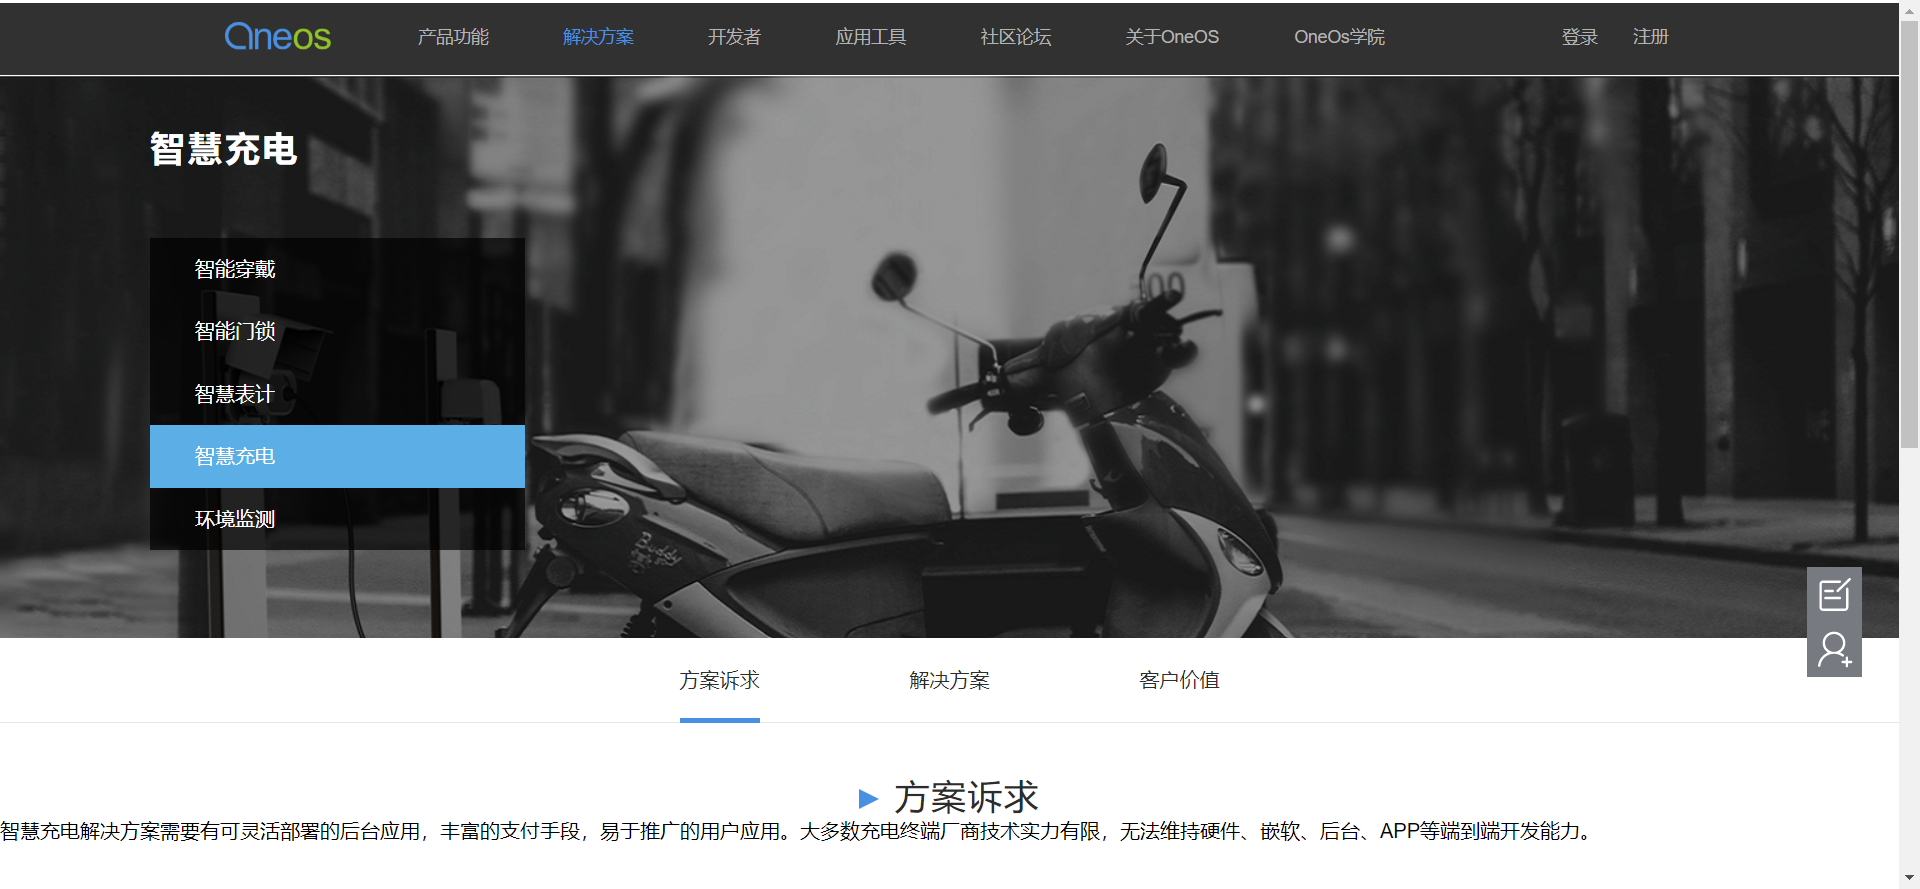 Oneos 产品功能 解决方案 开发者 应用工具 社区论坛 关于OneOS OneOs学院 登录 注册
智慧充电
智能穿戴
智能门锁
智慧表计
智慧充电
环境监测
00
Buddy
方案诉求 解决方案 客户价值
方案诉求
智慧充电解决方案需要有可灵活部署的后台应用，丰富的支付手段，易于推广的用户应用。大多数充电终端厂商技术实力有限，无法维持硬件、嵌软、后台、APP等端到端开发能力。